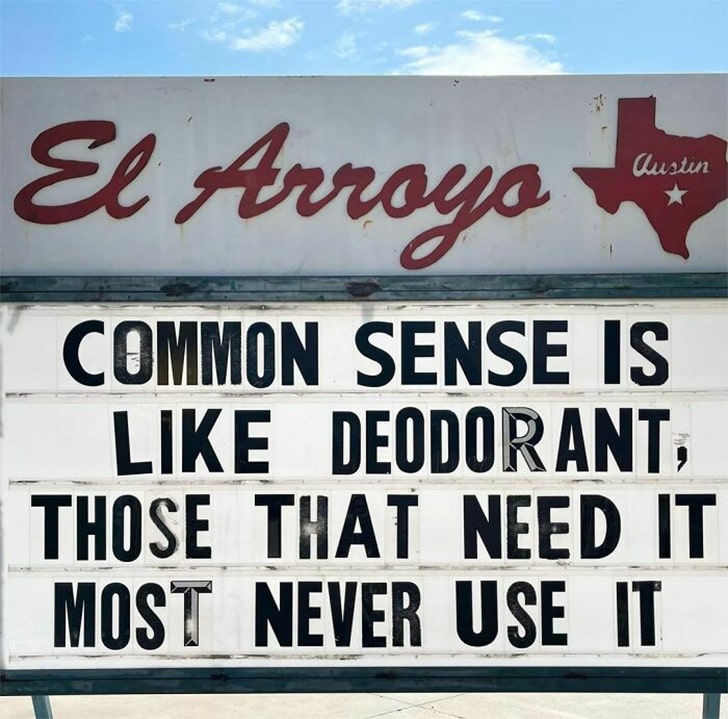 El Arroyo
Austin
COMMON SENSE IS
LIKE DEODORANT,
THOSE THAT NEED IT
MOST NEVER USE IT